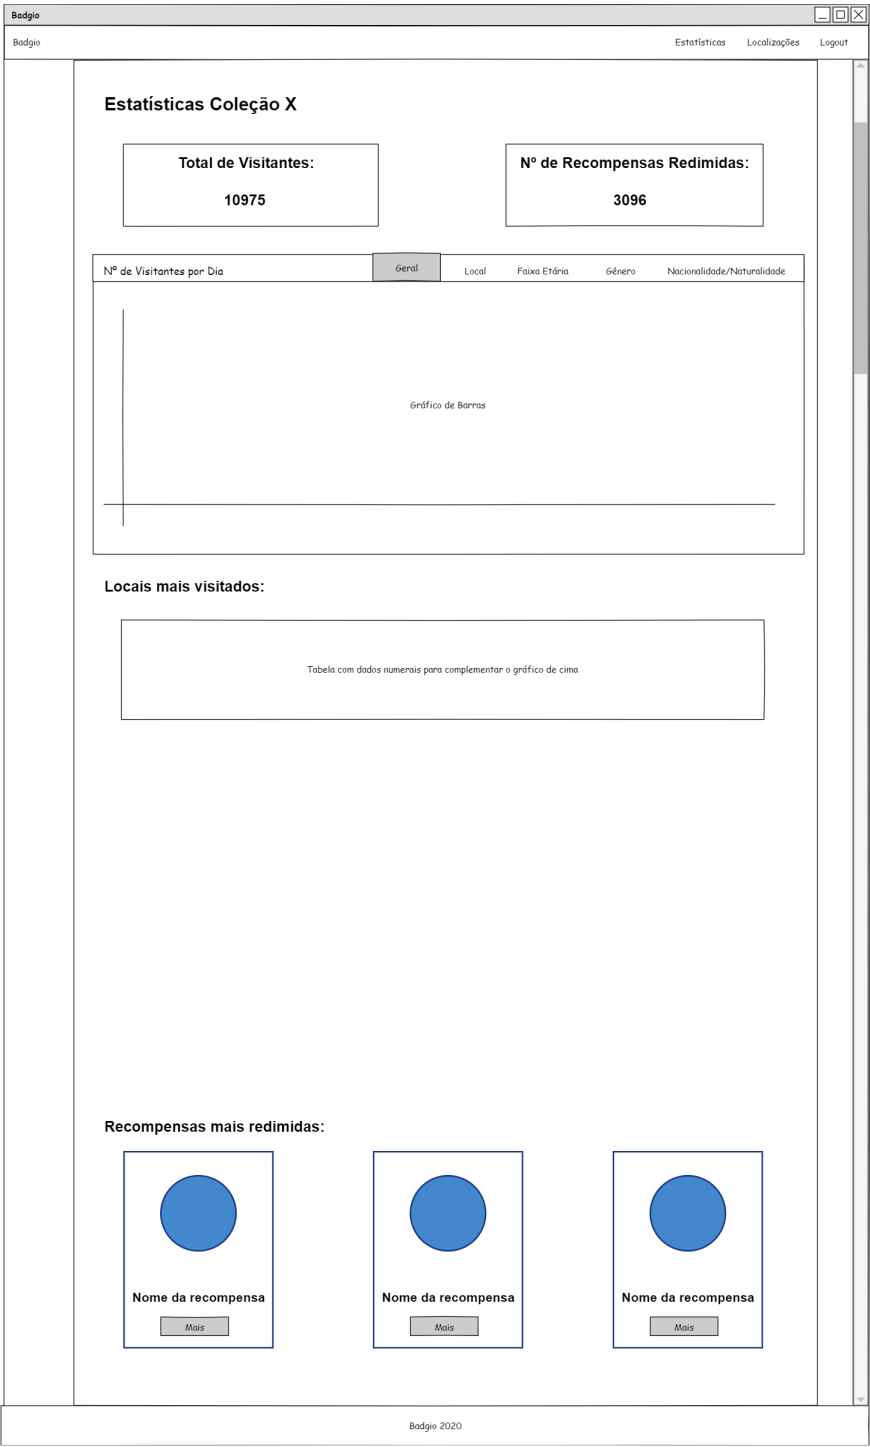 Badgio
Badgio
Estatísticas Localizações Logout
Estatísticas Coleção X
Total de Visitantes:
10975
Nº de Recompensas Redimidas:
3096
Nº de Visitantes por Dia
Geral Local Faixa Etária Género Nacionalidade/Naturalidade
Gráfico de Barras
Locais mais visitados:
Tabela com dados numerais para complementar o gráfico de cima
Recompensas mais redimidas:
Nome da recompensa
Mais
Nome da recompensa
Mais
Nome da recompensa
Mais
Badgio 2020